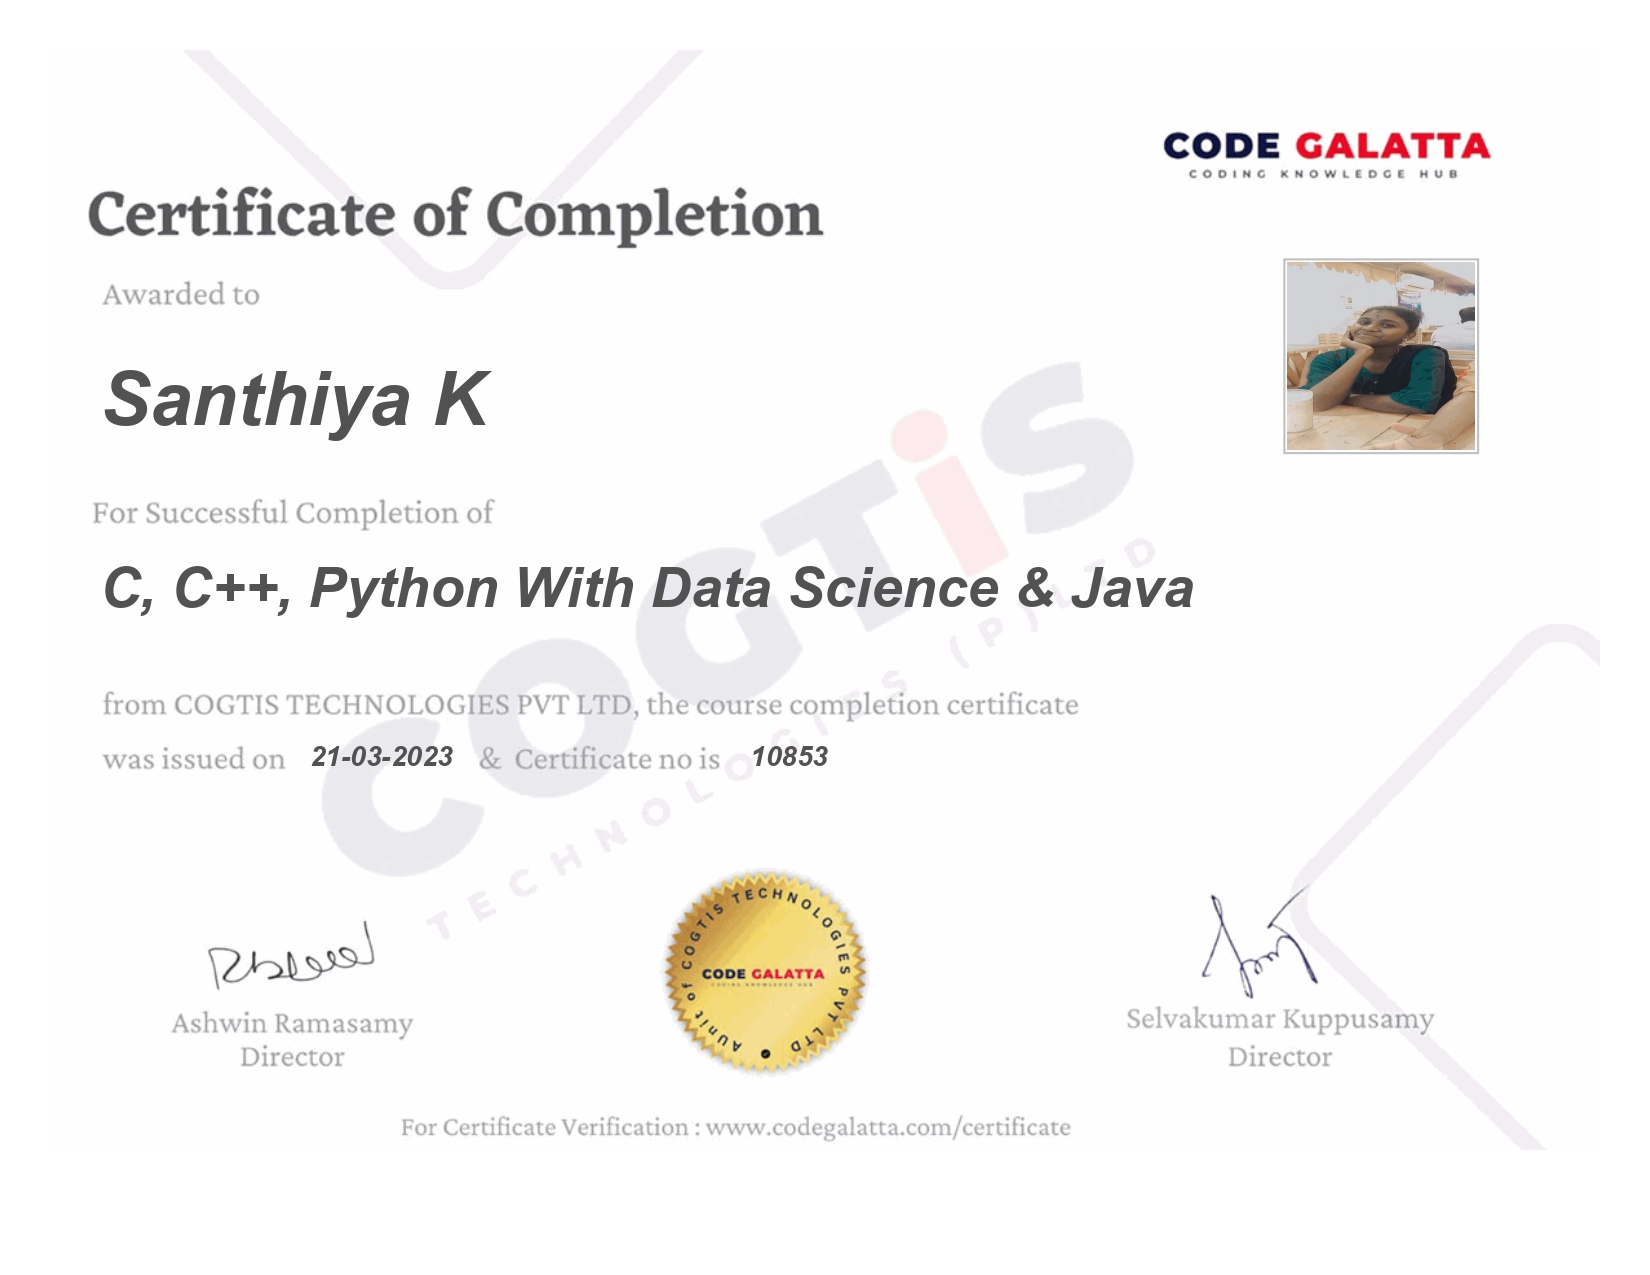 CODE GALATTA
CODING KNOWLEDGE HUB
Certificate of Completion
Awarded to
Santhiya K
For Successful Completion of
C, C++, Python With Data Science & Java
from COGTIS TECHNOLOGIES PVT LTD, the course completion certificate
was issued on 21-03-2023 & Certificate no is 10853
COGTiS
TECHNOLOGIES (P) LTD
A Unit of COGTIS TECHNOLOGIES PVT LTD
CODE GALATTA
CODING KNOWLEDGE HUB
Ashwin Ramasamy
Director
Selvakumar Kuppusamy
Director
For Certificate Verification : www.codegalatta.com/certificate